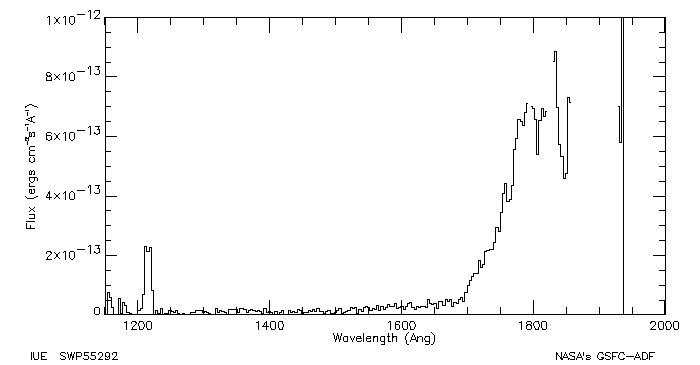 1×10−12
8×10−13
6×10−13
4×10−13
2×10−13
0
Flux (ergs cm−2s−1A−1)
1200 1400 1600 1800 2000
Wavelength (Ang)
IUE SWP55292 NASA's GSFC−ADF